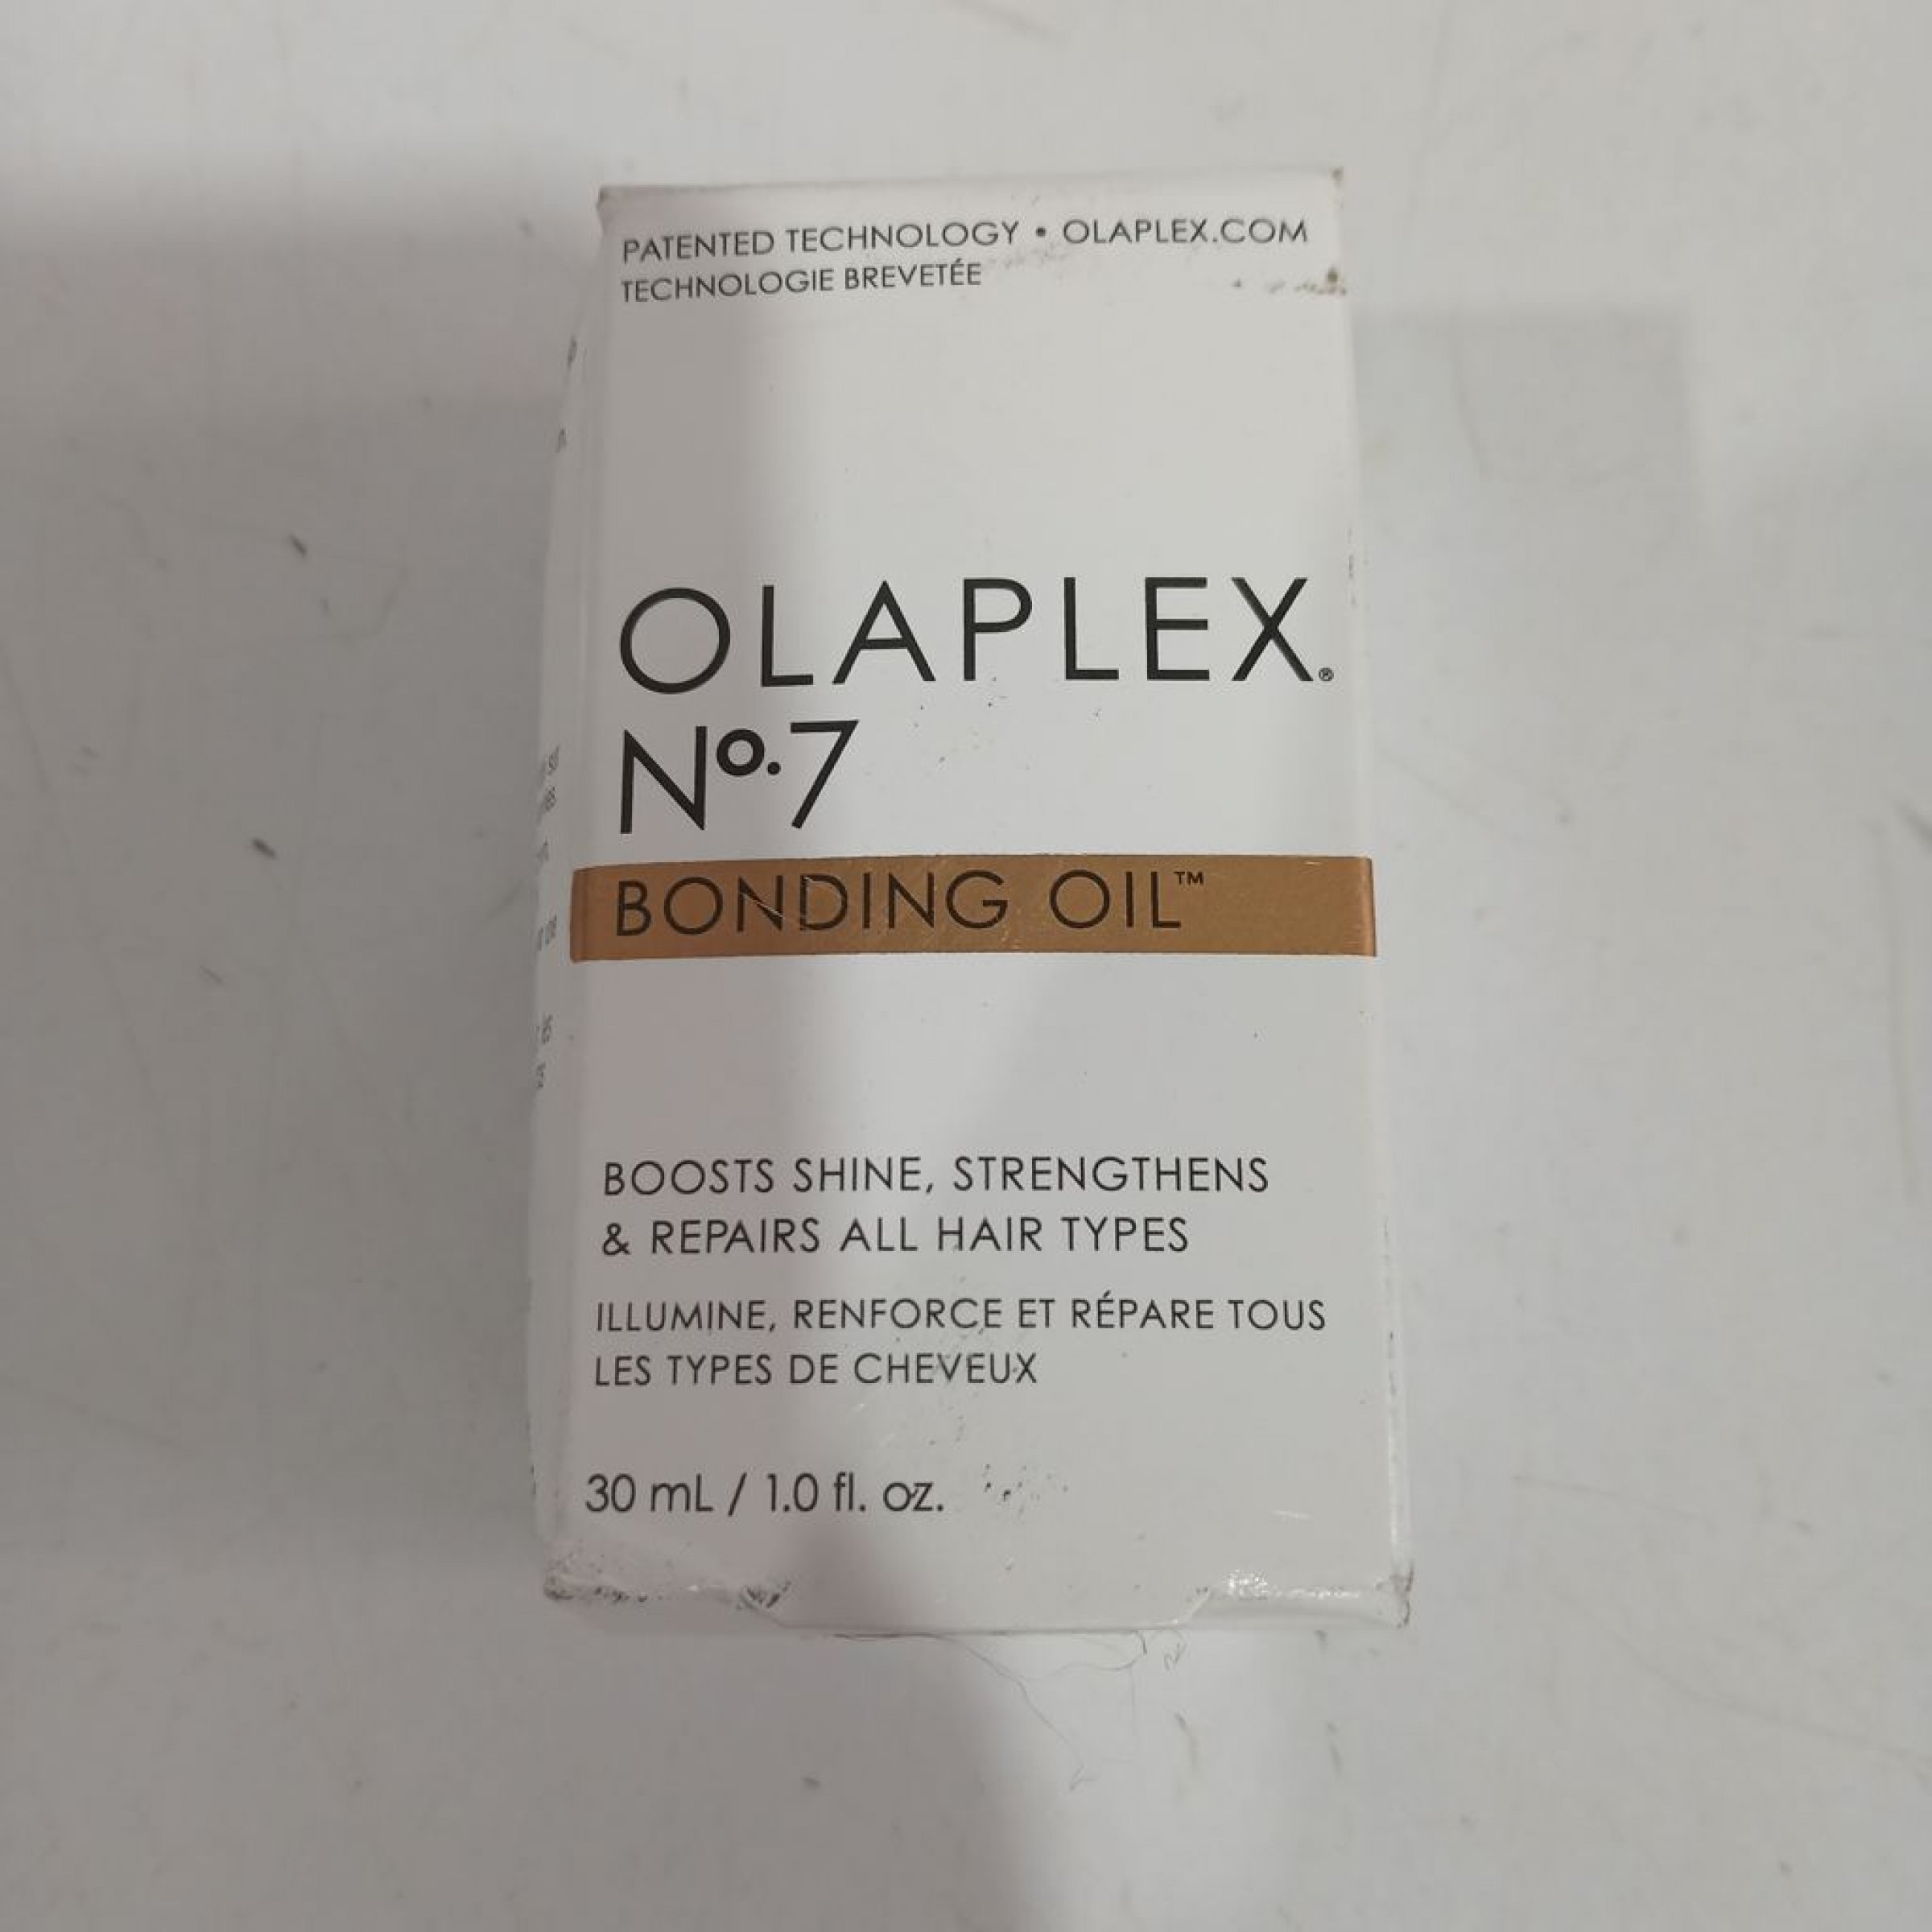 PATENTED TECHNOLOGY • OLAPLEX.COM
TECHNOLOGIE BREVETÉE
OLAPLEX®
Nº.7
BONDING OIL™
BOOSTS SHINE, STRENGTHENS
& REPAIRS ALL HAIR TYPES
ILLUMINE, RENFORCE ET RÉPARE TOUS
LES TYPES DE CHEVEUX
30 mL / 1.0 fl. oz.